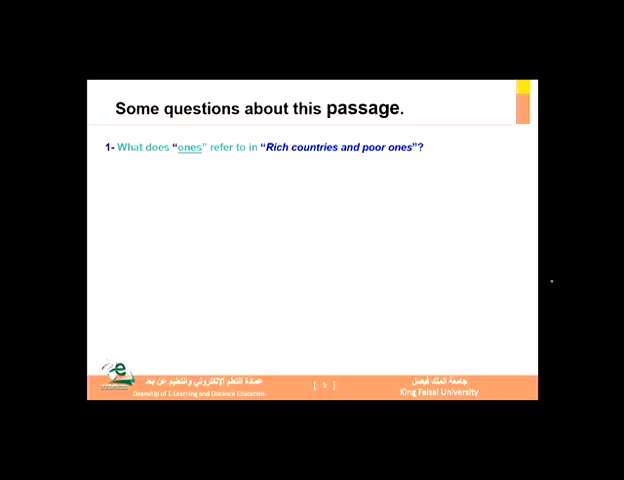 Some questions about this passage.
1- What does “ones” refer to in “Rich countries and poor ones”?
عمادة التعلم الإلكتروني والتعليم عن بعد
Deanship of E-Learning and Distance Education
[ 5 ]
جامعة الملك فيصل
King Faisal University